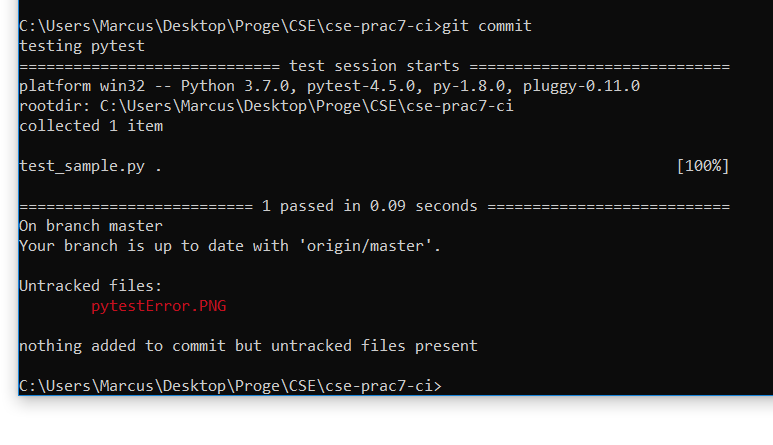 C:\Users\Marcus\Desktop\Proge\CSE\cse-prac7-ci>git commit
testing pytest
============================= test session starts =============================
platform win32 -- Python 3.7.0, pytest-4.5.0, py-1.8.0, pluggy-0.11.0
rootdir: C:\Users\Marcus\Desktop\Proge\CSE\cse-prac7-ci
collected 1 item
test_sample.py . [100%]
========================== 1 passed in 0.09 seconds ===========================
On branch master
Your branch is up to date with 'origin/master'.
Untracked files:
pytestError.PNG
nothing added to commit but untracked files present
C:\Users\Marcus\Desktop\Proge\CSE\cse-prac7-ci>